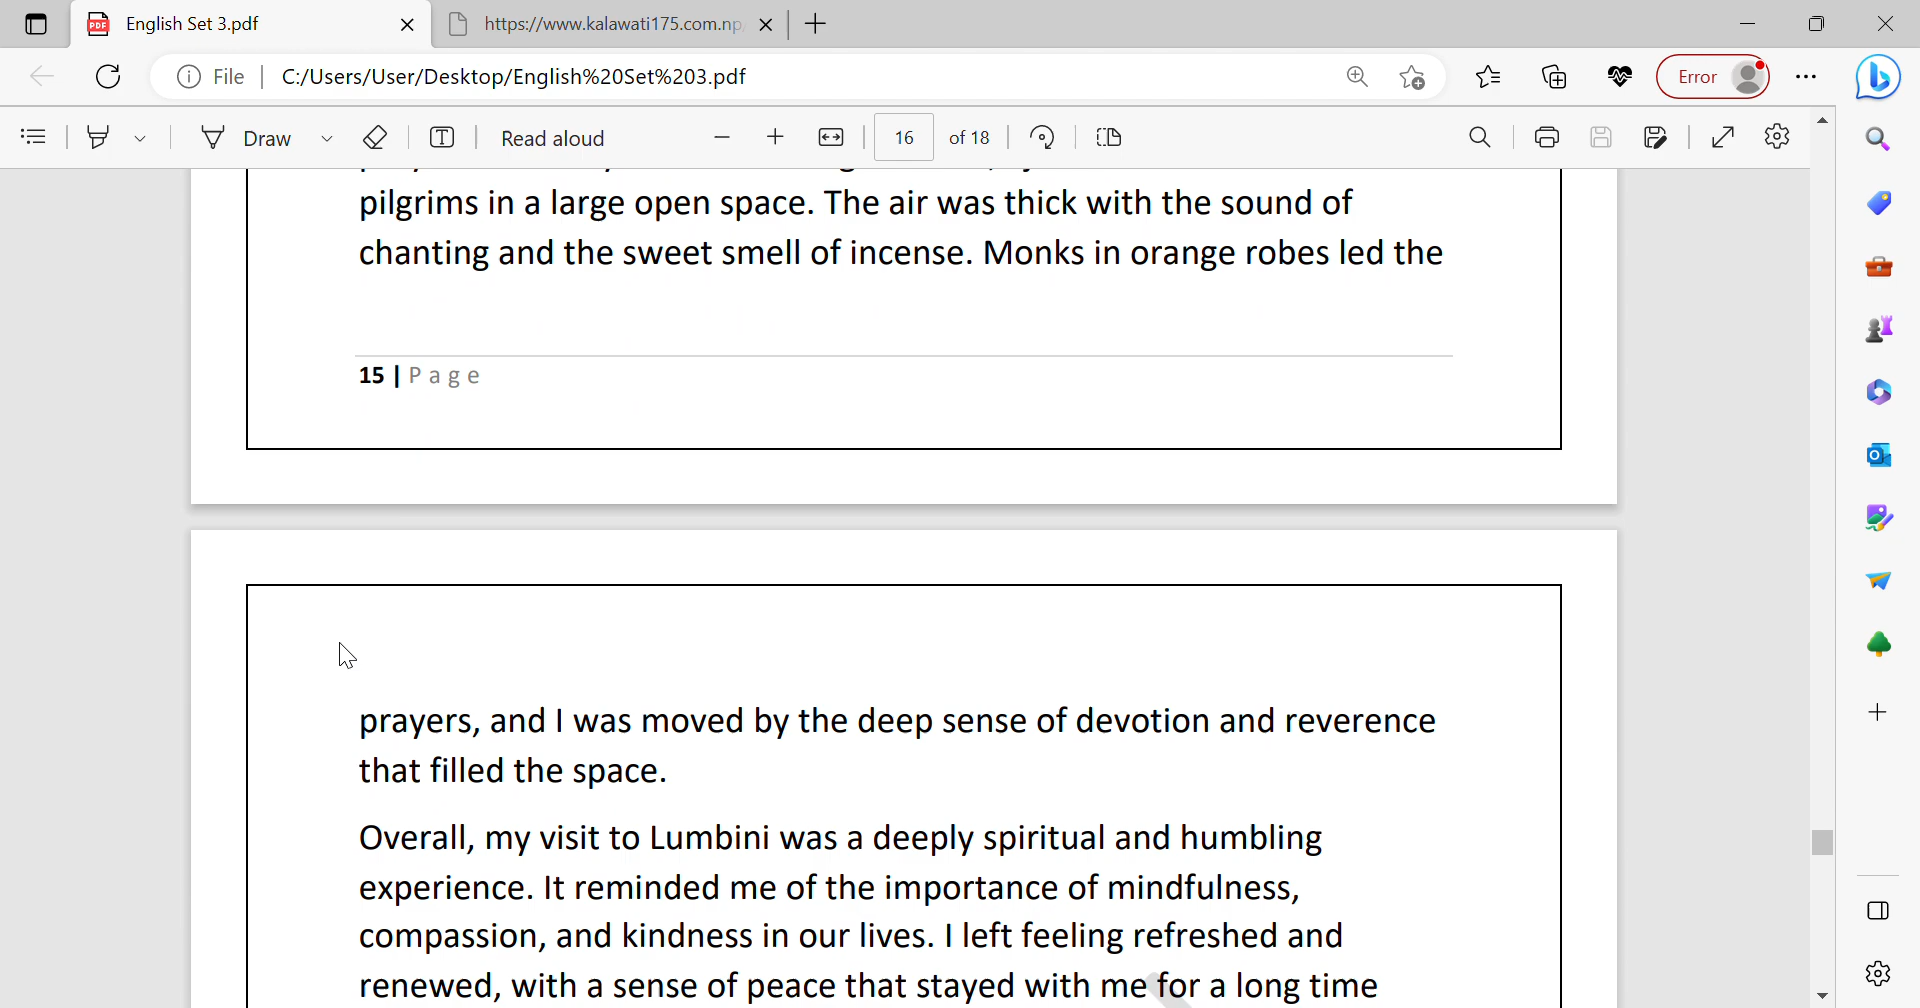 English Set 3.pdf
https://www.kalawati175.com.np
File
C:/Users/User/Desktop/English%20Set%203.pdf
Error
Draw
Read aloud
16 of 18
pilgrims in a large open space. The air was thick with the sound of
chanting and the sweet smell of incense. Monks in orange robes led the
15 | Page
prayers, and I was moved by the deep sense of devotion and reverence
that filled the space.
Overall, my visit to Lumbini was a deeply spiritual and humbling
experience. It reminded me of the importance of mindfulness,
compassion, and kindness in our lives. I left feeling refreshed and
renewed, with a sense of peace that stayed with me for a long time